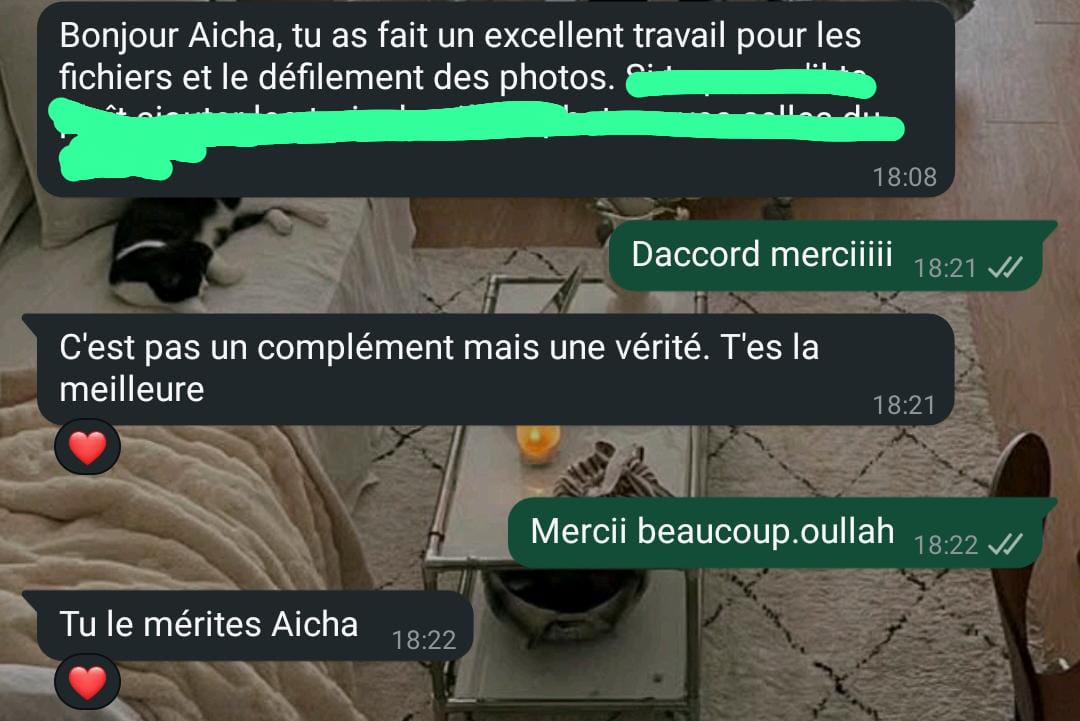 Bonjour Aicha, tu as fait un excellent travail pour les
fichiers et le défilement des photos.
18:08
Daccord merciiiii 18:21
C'est pas un complément mais une vérité. T'es la
meilleure
18:21
Mercii beaucoup.oullah 18:22
Tu le mérites Aicha 18:22